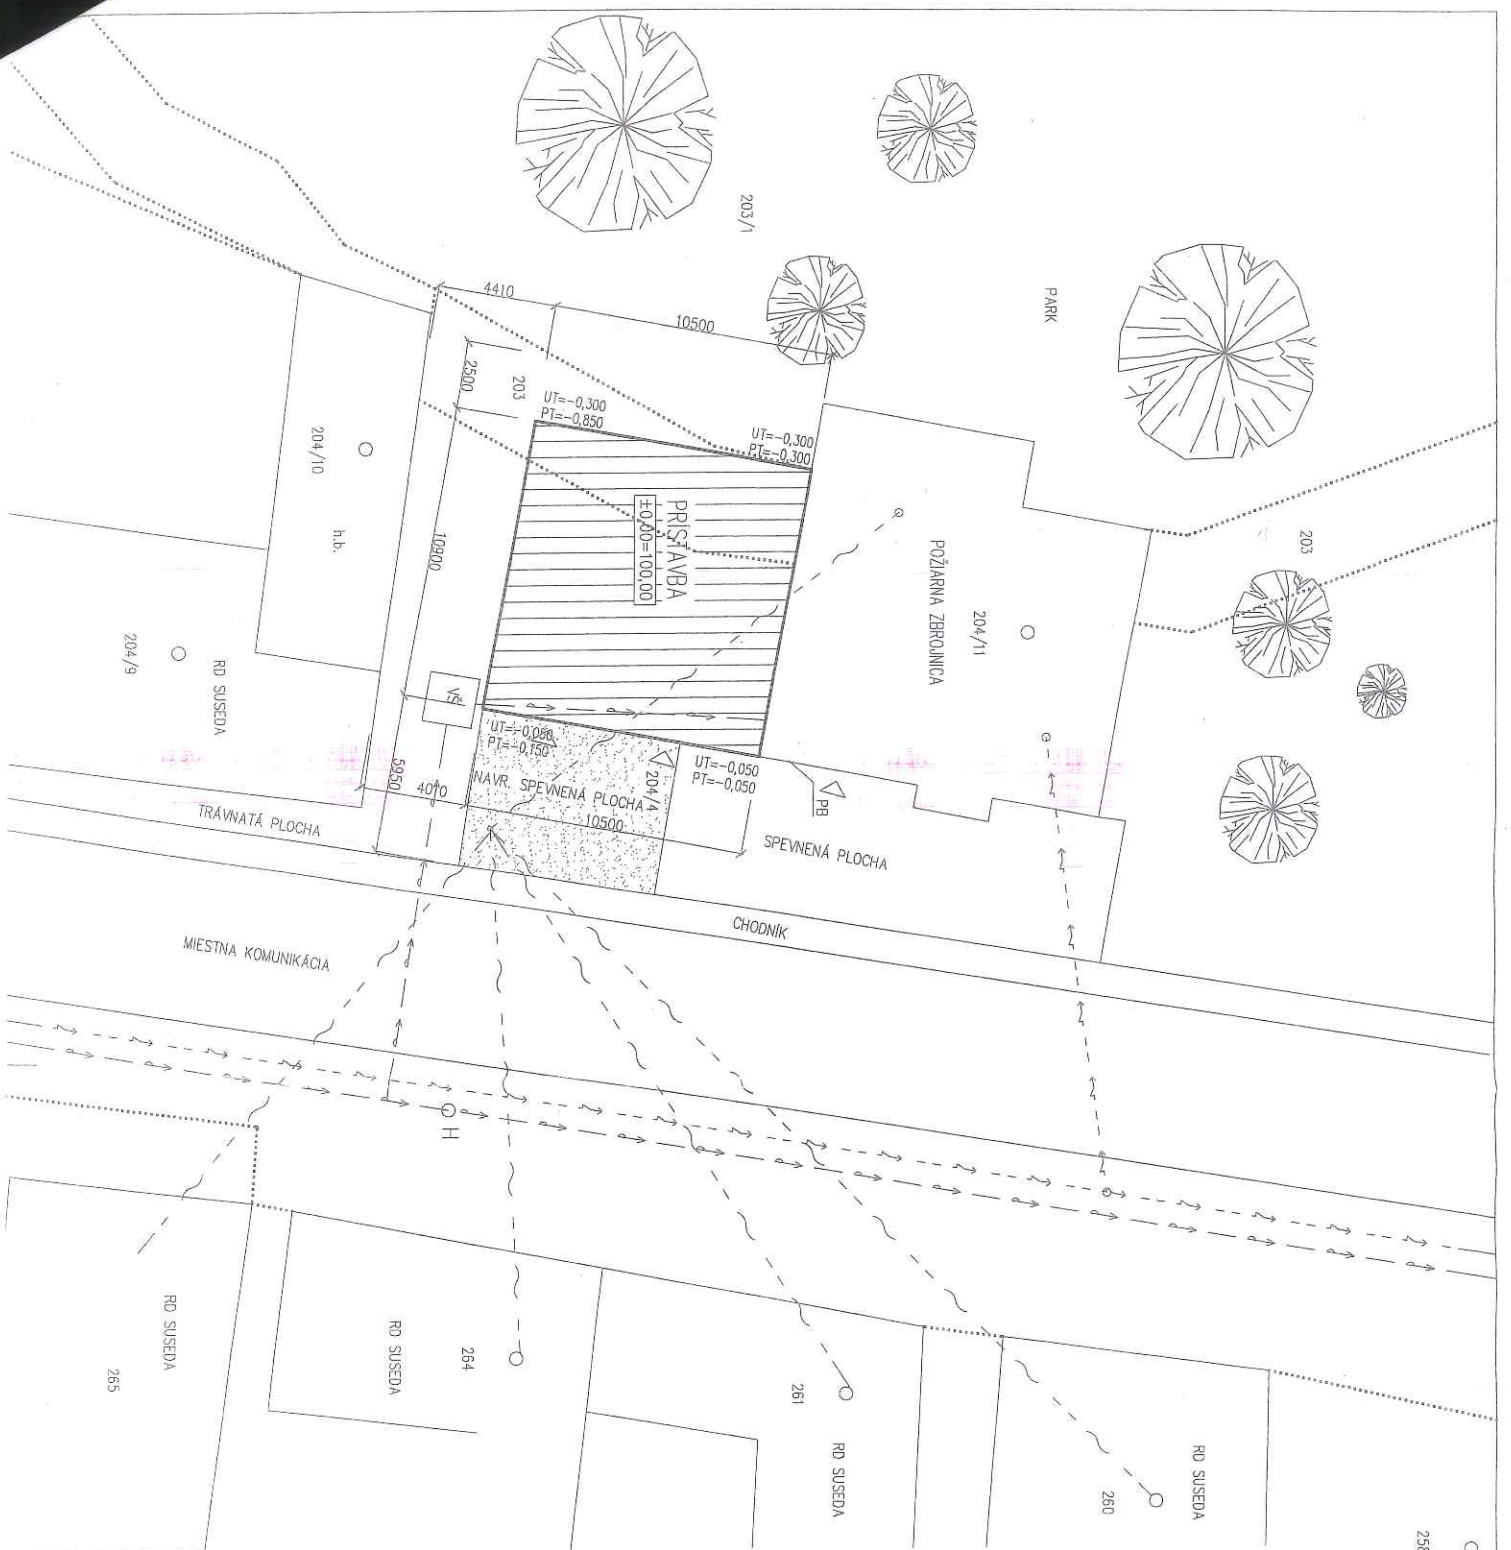 203/1
PARK
4410
10500
2500
203
UT=-0,300
PT=-0,850
UT=-0,300
PT=-0,300
204/10
h.b.
10900
PRÍSTAVBA
±0,00=100,00
POŽIARNA ZBROJNICA
204/11
203
204/9
RD SUSEDA
VŠ
UT=-0,050
PT=-0,150
UT=-0,050
PT=-0,050
204/4
PB
5950
4010
NAVR. SPEVNENÁ PLOCHA
10500
SPEVNENÁ PLOCHA
TRÁVNATÁ PLOCHA
CHODNÍK
MIESTNA KOMUNIKÁCIA
H
RD SUSEDA
265
RD SUSEDA
264
261
RD SUSEDA
260
RD SUSEDA
258